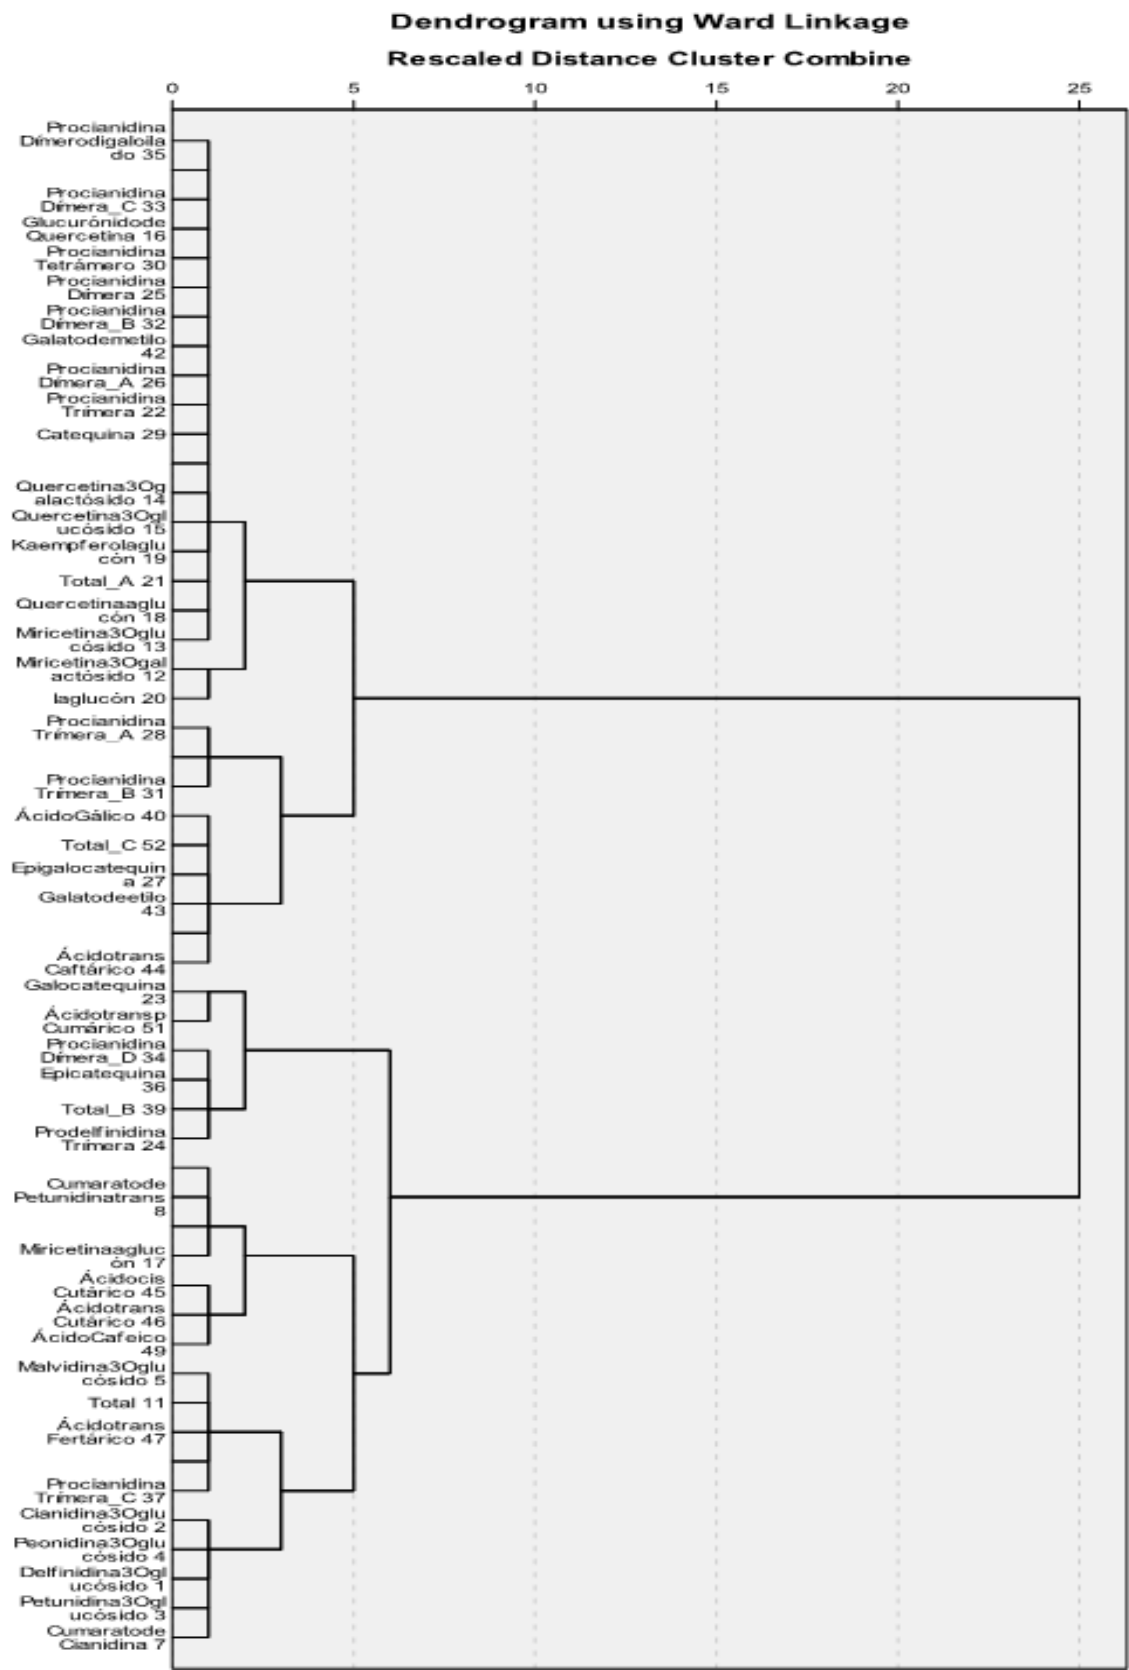 Dendrogram using Ward Linkage
Rescaled Distance Cluster Combine
0 5 10 15 20 25
Procianidina
Dímerodigaloila
do 35
Procianidina
Dímera_C 33
Glucurónidode
Quercetina 16
Procianidina
Tetrámero 30
Procianidina
Dímera 25
Procianidina
Dímera_B 32
Galatodemetilo
42
Procianidina
Dímera_A 26
Procianidina
Trímera 22
Catequina 29
Quercetina3Og
alactósido 14
Quercetina3Ogl
ucósido 15
Kaempferolaglu
cón 19
Total_A 21
Quercetinaaglu
cón 18
Miricetina3Oglu
cósido 13
Miricetina3Ogal
actósido 12
Iaglucón 20
Procianidina
Trímera_A 28
Procianidina
Trímera_B 31
ÁcidoGálico 40
Total_C 52
Epigalocatequin
a 27
Galatodeetilo
43
Ácidotrans
Caftárico 44
Galocatequina
23
Ácidotransp
Cumárico 51
Procianidina
Dímera_D 34
Epicatequina
36
Total_B 39
Prodelfinidina
Trímera 24
Cumaratode
Petunidinatrans
8
Miricetinaagluc
ón 17
Ácidocis
Cutárico 45
Ácidotrans
Cutárico 46
ÁcidoCafeico
49
Malvidina3Oglu
cósido 5
Total 11
Ácidotrans
Fertárico 47
Procianidina
Trímera_C 37
Cianidina3Oglu
cósido 2
Peonidina3Oglu
cósido 4
Delfinidina3Ogl
ucósido 1
Petunidina3Ogl
ucósido 3
Cumaratode
Cianidina 7